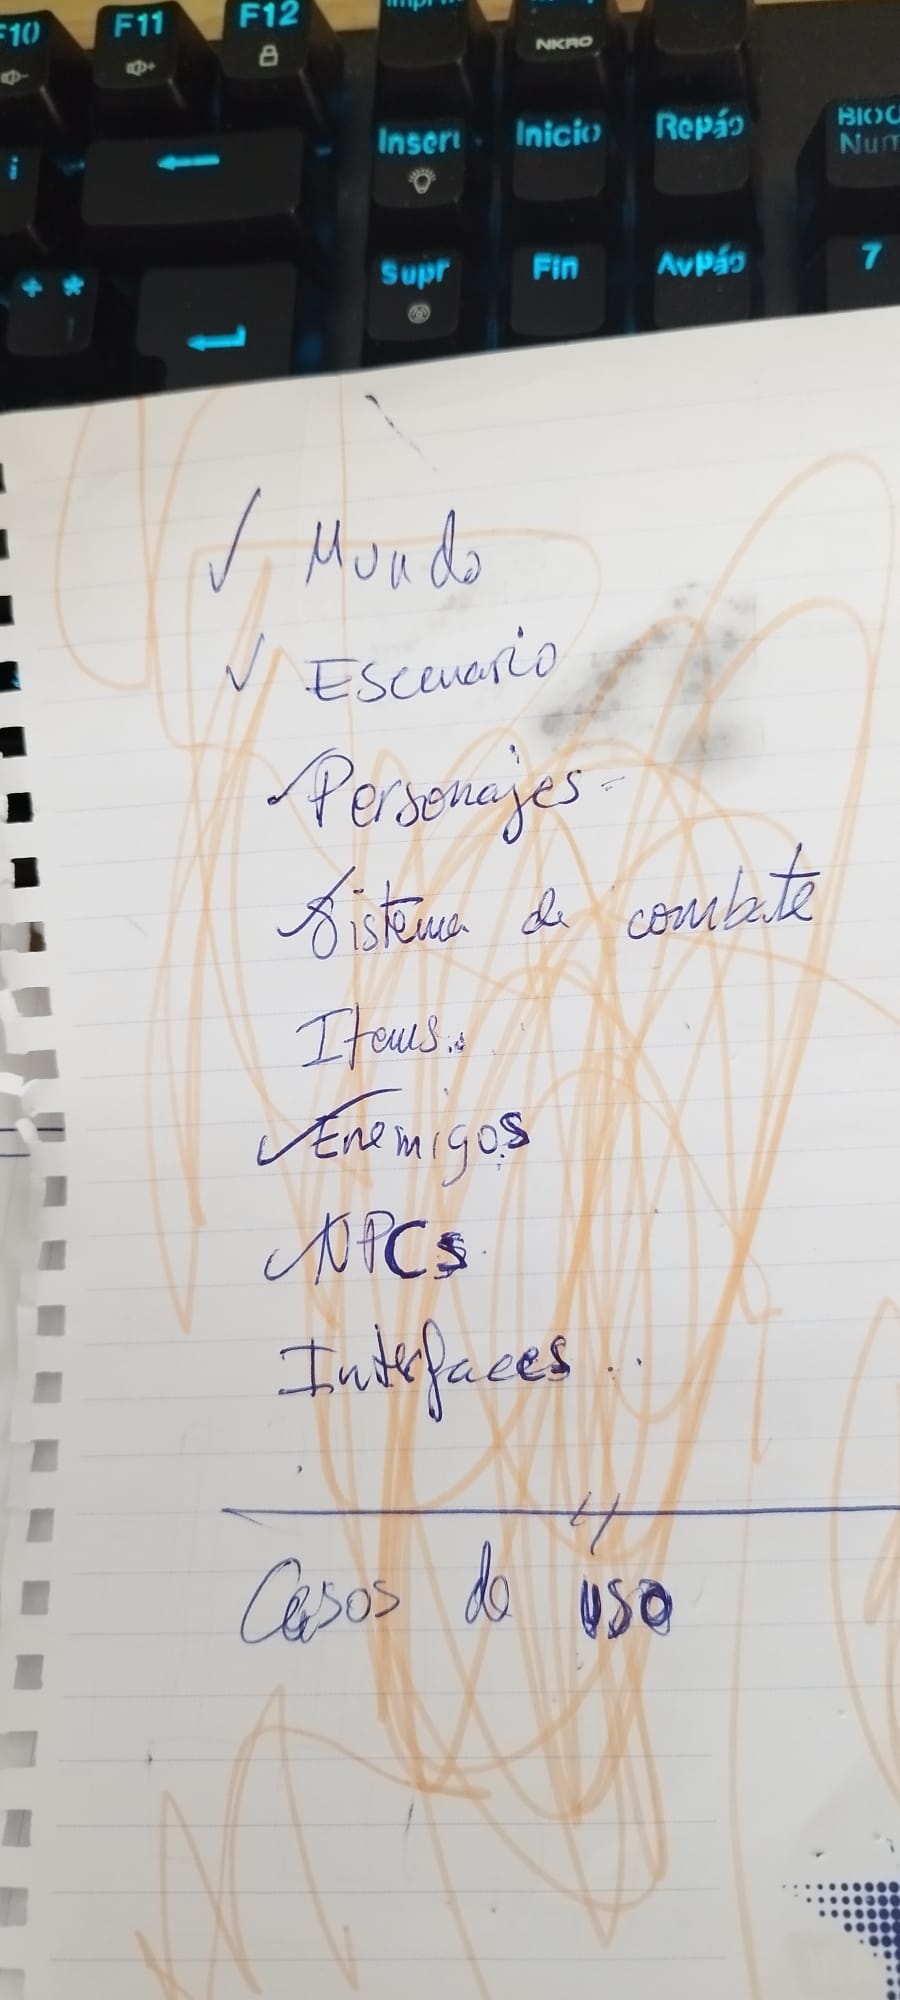 F10
F11
F12
NKRO
Insert
Inicio
RePág
Bloq
Num
Supr
Fin
AvPág
7
+ *
✓ Mundo
✓ Escenario
✓ Personajes -
✓ Sistema de combate
Items..
✓ Enemigos
✓ NPCs
Interfaces ..
Casos de uso